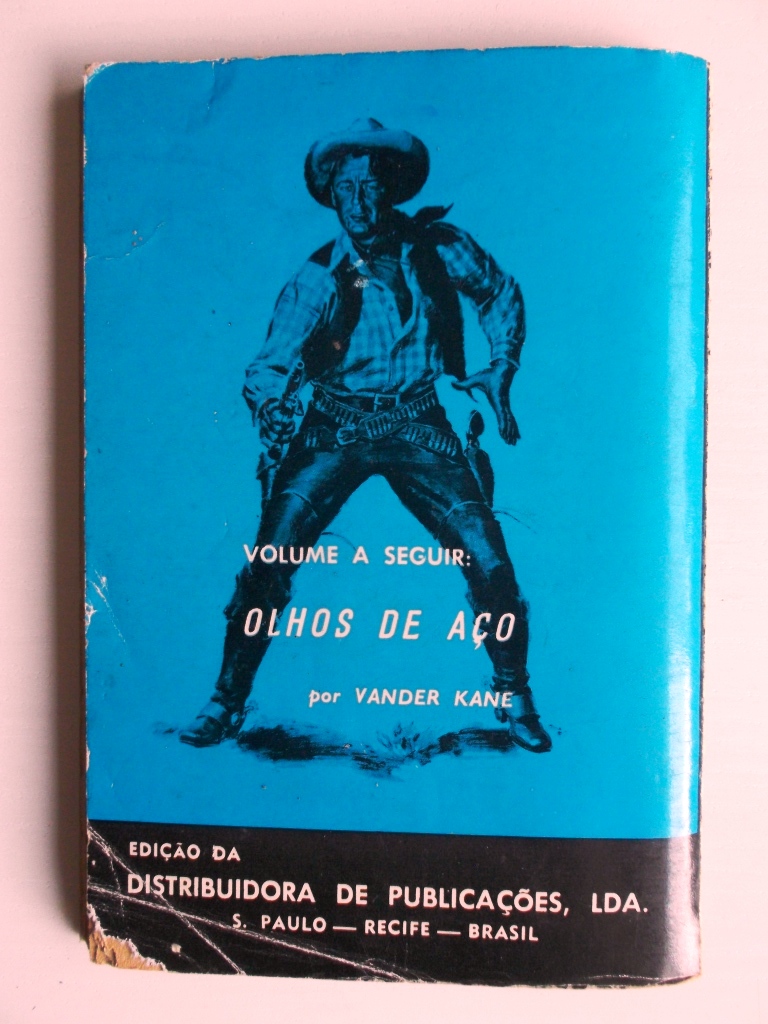 VOLUME A SEGUIR:
OLHOS DE AÇO
por VANDER KANE
EDIÇÃO DA
DISTRIBUIDORA DE PUBLICAÇÕES, LDA.
S. PAULO — RECIFE — BRASIL